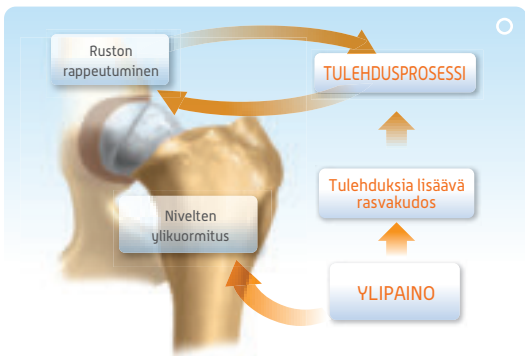 Ruston
rappeutuminen
TULEHDUSPROSESSI
Tulehduksia lisäävä
rasvakudos
Nivelten
ylikuormitus
YLIPAINO